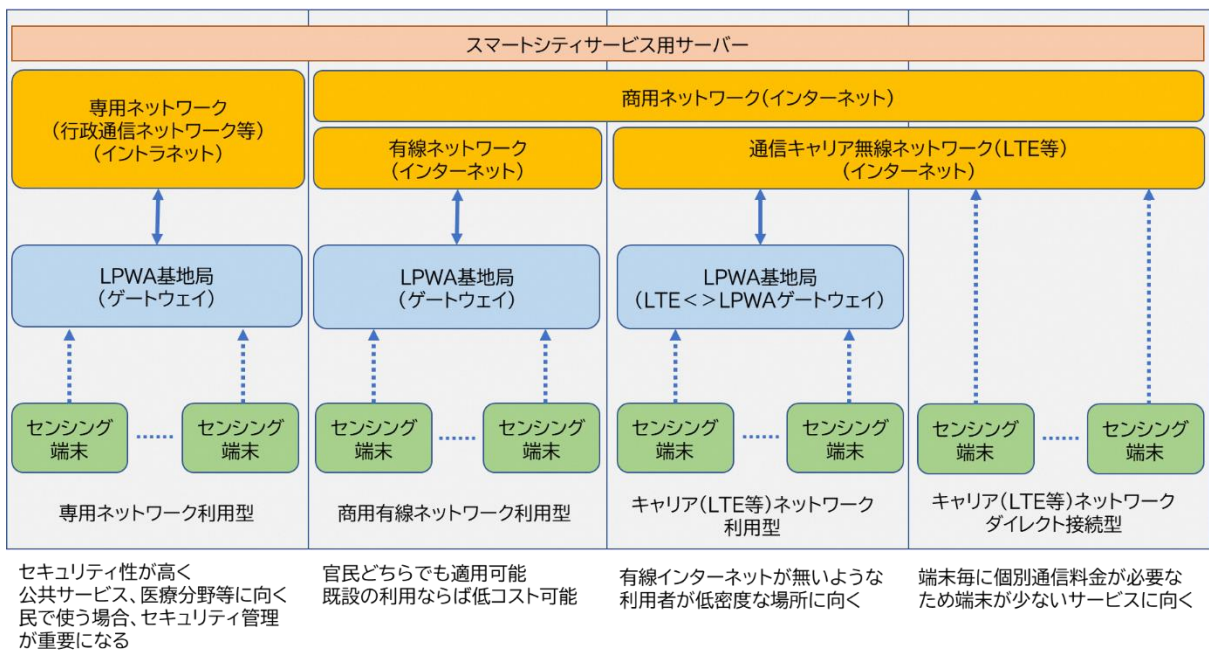 スマートシティサービス用サーバー
専用ネットワーク
(行政通信ネットワーク等)
(イントラネット)
商用ネットワーク(インターネット)
有線ネットワーク
(インターネット)
通信キャリア無線ネットワーク(LTE等)
(インターネット)
LPWA基地局
(ゲートウェイ)
LPWA基地局
(ゲートウェイ)
LPWA基地局
(LTE<>LPWAゲートウェイ)
センシング
端末
……
センシング
端末
センシング
端末
……
センシング
端末
センシング
端末
……
センシング
端末
センシング
端末
……
センシング
端末
専用ネットワーク利用型
商用有線ネットワーク利用型
キャリア(LTE等)ネットワーク
利用型
キャリア(LTE等)ネットワーク
ダイレクト接続型
セキュリティ性が高く
公共サービス、医療分野等に向く
民で使う場合、セキュリティ管理
が重要になる
官民どちらでも適用可能
既設の利用ならば低コスト可能
有線インターネットが無いような
利用者が低密度な場所に向く
端末毎に個別通信料金が必要な
ため端末が少ないサービスに向く